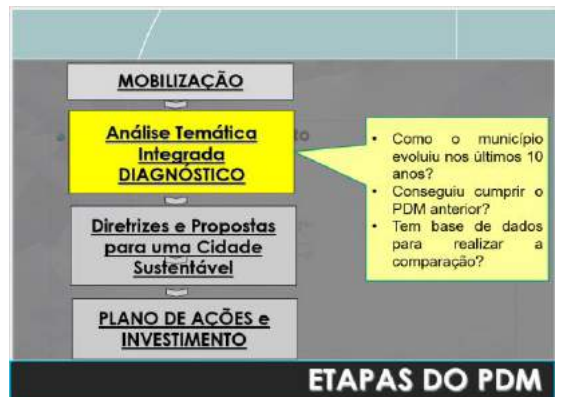 MOBILIZAÇÃO
Análise Temática
Integrada
DIAGNÓSTICO
Diretrizes e Propostas
para uma Cidade
Sustentável
PLANO DE AÇÕES e
INVESTIMENTO
• Como o município
evoluiu nos últimos 10
anos?
• Conseguiu cumprir o
PDM anterior?
• Tem base de dados
para realizar a
comparação?
ETAPAS DO PDM